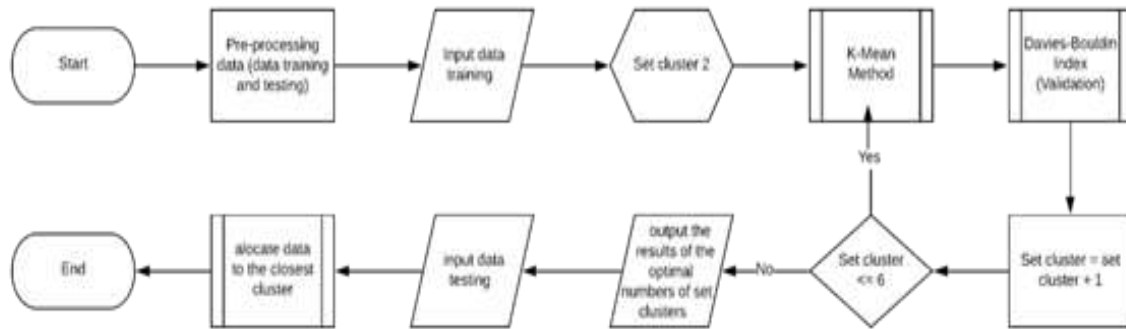 Start
Pre-processing
data (data training
and testing)
Input data
training
Set cluster 2
K-Mean
Method
Davies-Bouldin
Index
(Validation)
Yes
End
alocase data
to the closest
cluster
input data
testing
output the
results of the
optimal
numbers of set
clusters
No
Set cluster
<= 6
Set cluster = set
cluster + 1